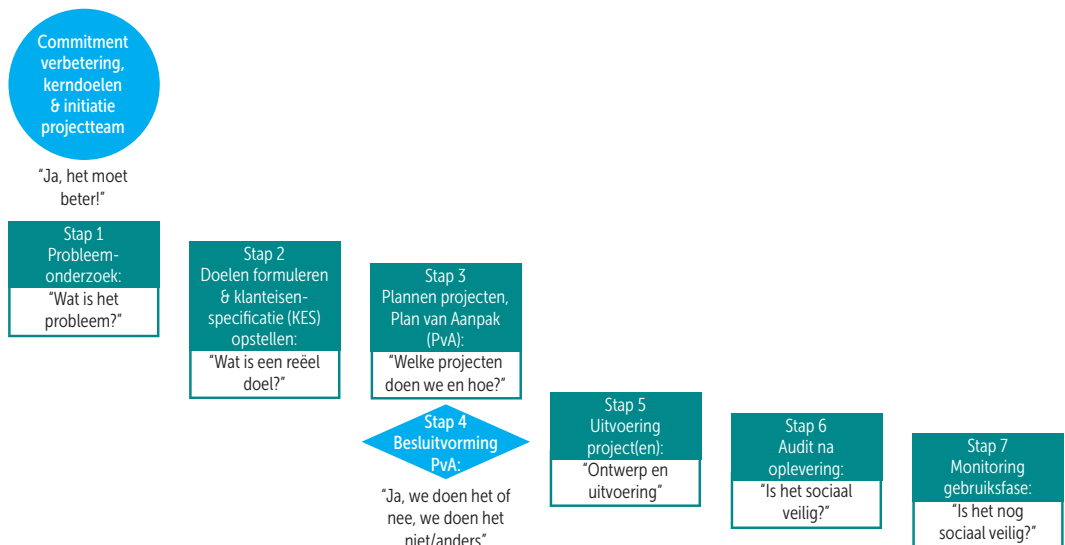 Commitment
verbetering,
kerndoelen
& initiatie
projectteam
"Ja, het moet
beter!"
Stap 1
Probleem-
onderzoek:
"Wat is het
probleem?"
Stap 2
Doelen formuleren
& klanteisen-
specificatie (KES)
opstellen:
"Wat is een reëel
doel?"
Stap 3
Plannen projecten,
Plan van Aanpak
(PvA):
"Welke projecten
doen we en hoe?"
Stap 4
Besluitvorming
PvA:
"Ja, we doen het of
nee, we doen het
niet/anders"
Stap 5
Uitvoering
project(en):
"Ontwerp en
uitvoering"
Stap 6
Audit na
oplevering:
"Is het sociaal
veilig?"
Stap 7
Monitoring
gebruiksfase:
"Is het nog
sociaal veilig?"